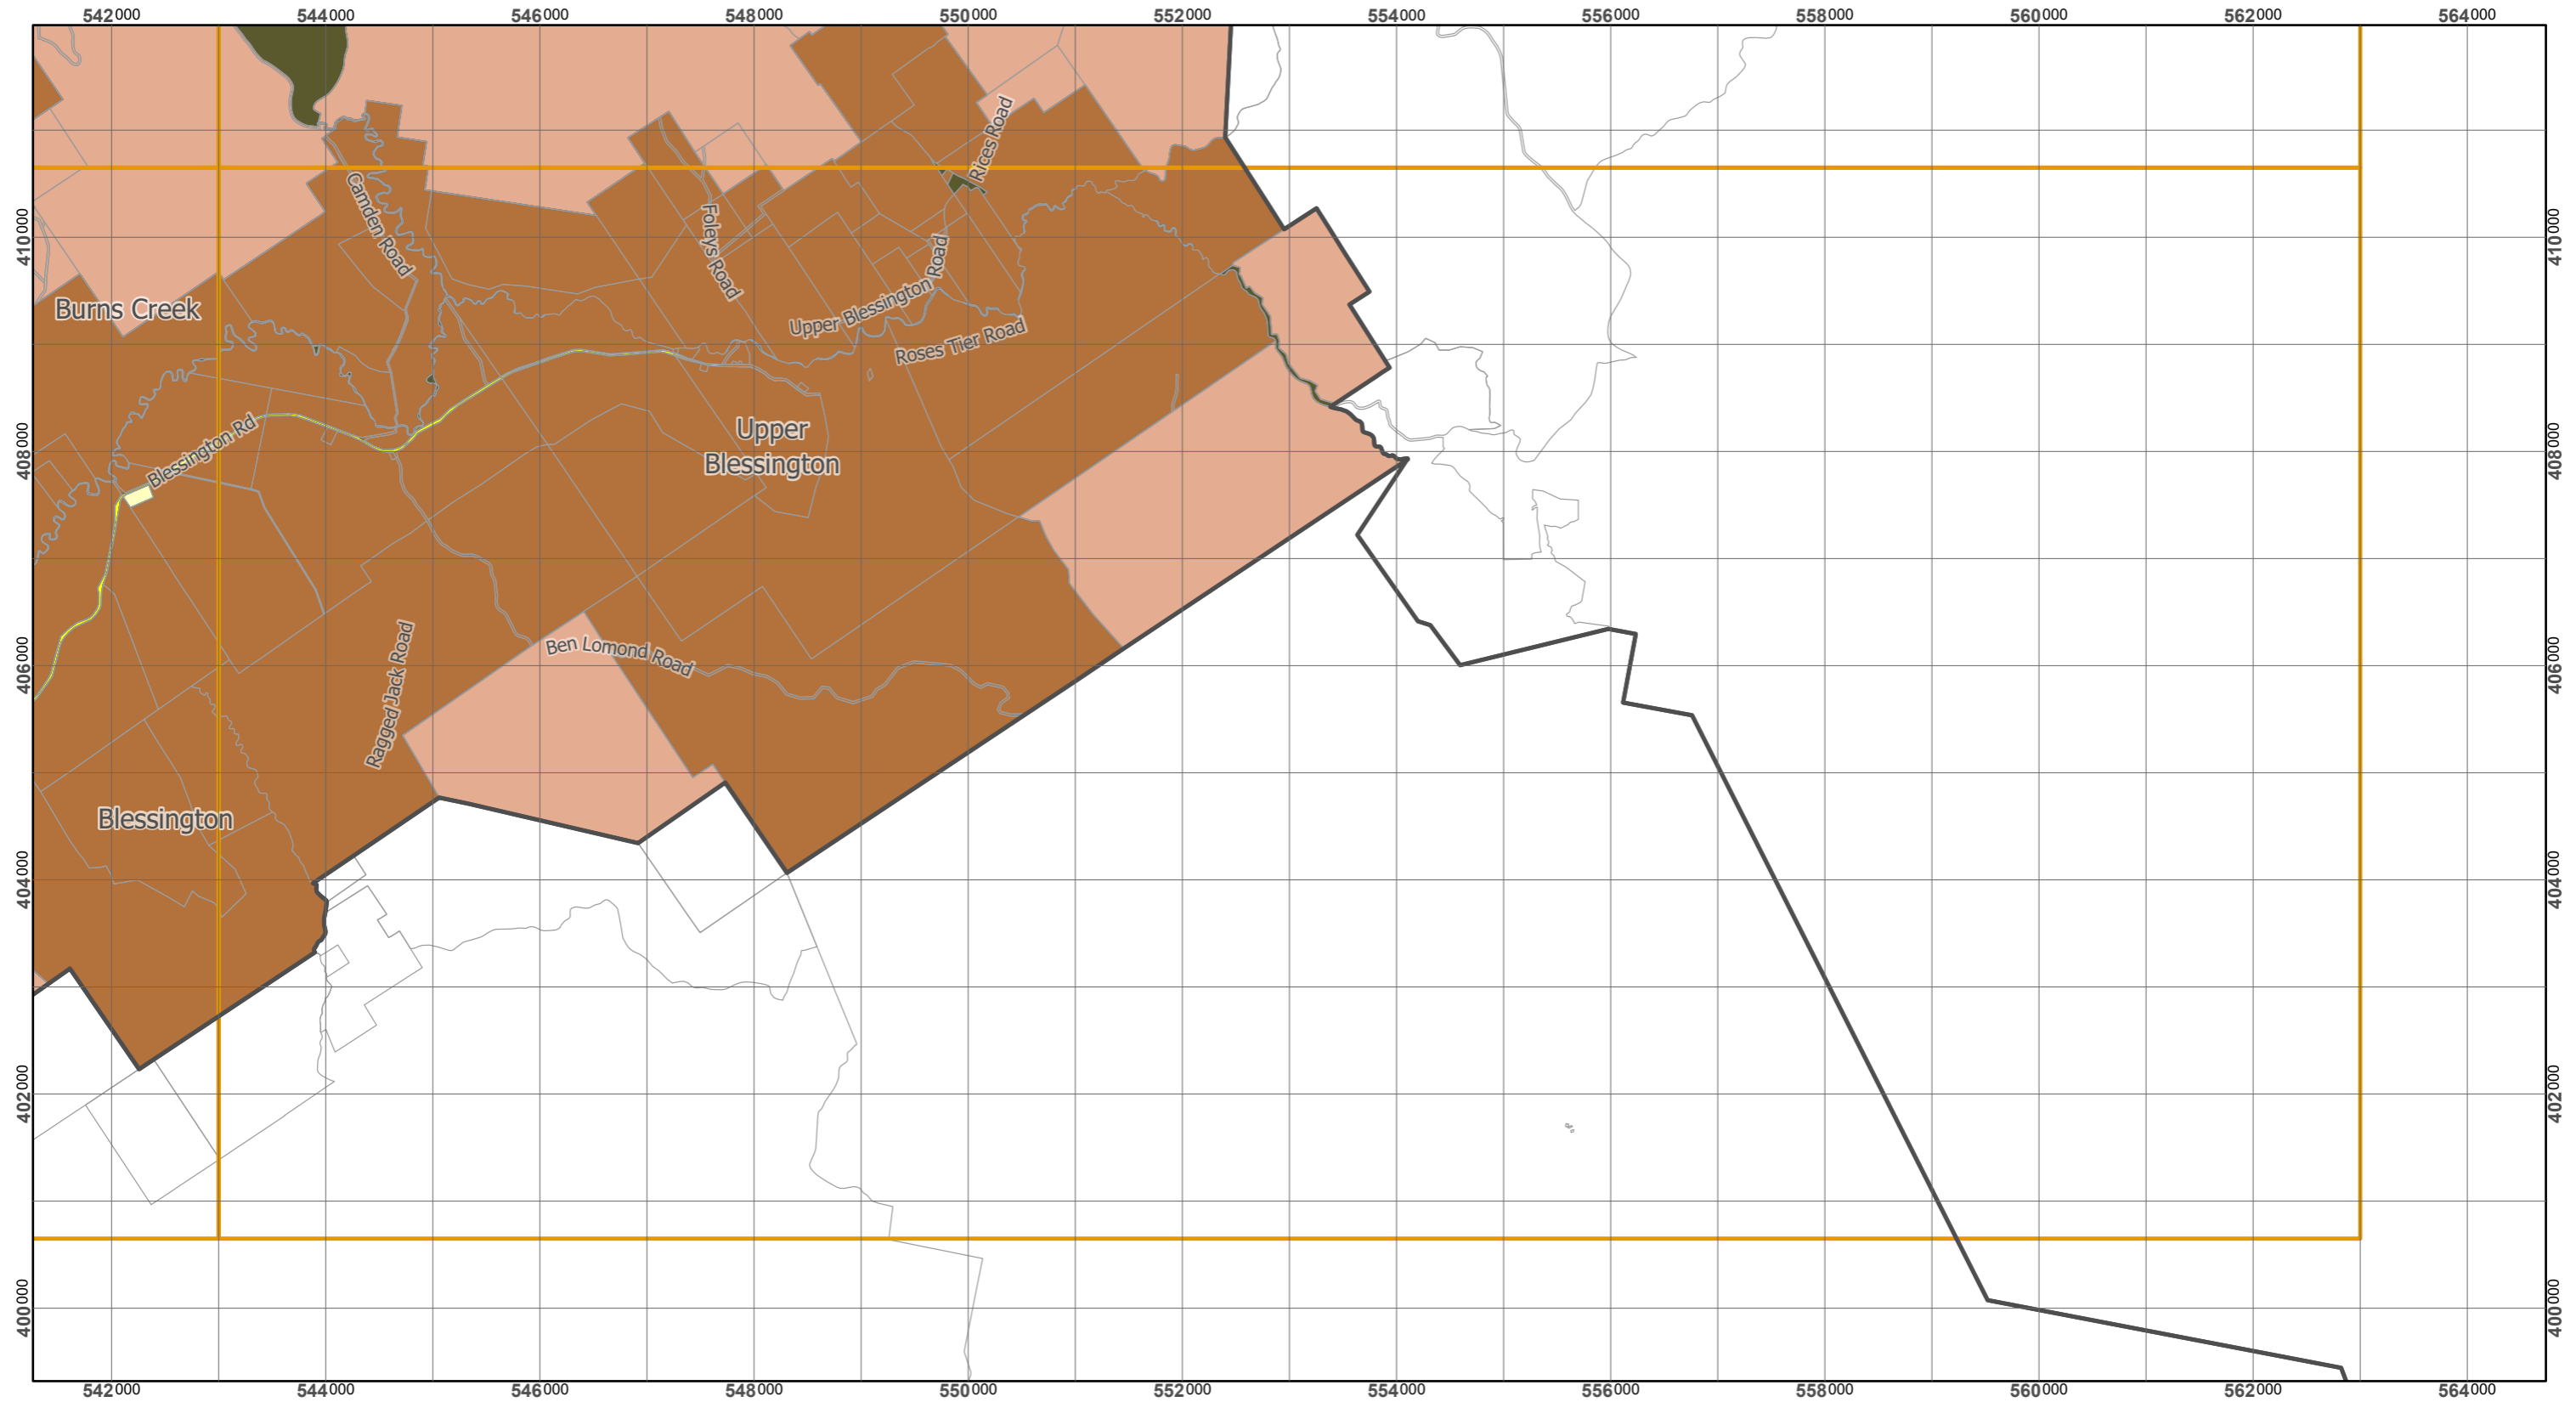 542000 544000 546000 548000 550000 552000 554000 556000 558000 560000 562000 564000
Rices Road
Camden Road
Foleys Road
410000
410000
Burns Creek
Upper Blessington Road
Roses Tier Road
Blessington Rd
Upper
Blessington
408000
408000
Ben Lomond Road
Ragged Jack Road
406000
406000
Blessington
404000
404000
402000
402000
400000
400000
542000 544000 546000 548000 550000 552000 554000 556000 558000 560000 562000 564000